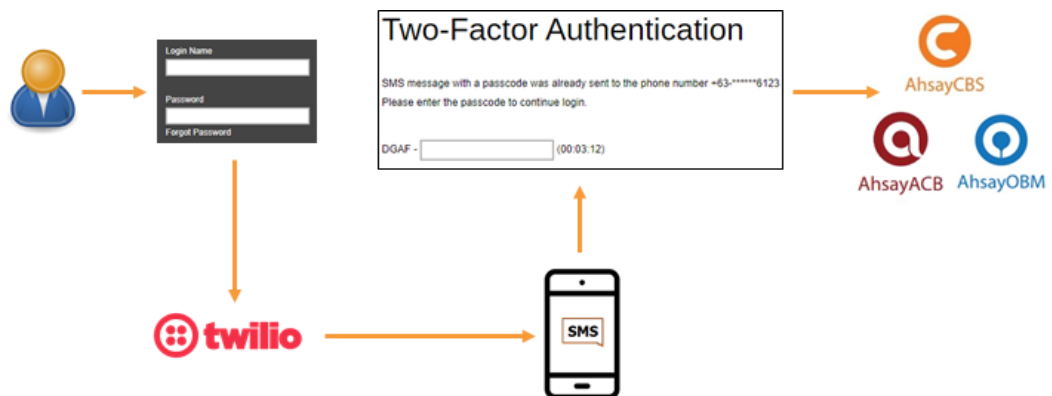 Login Name
Password
Forgot Password
Two-Factor Authentication
SMS message with a passcode was already sent to the phone number +63-******6123
Please enter the passcode to continue login.
DGAF - (00:03:12)
AhsayCBS
AhsayACB AhsayOBM
twilio
SMS